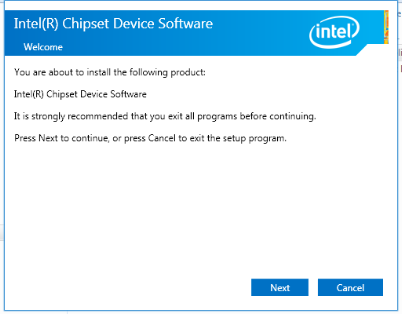 Intel(R) Chipset Device Software
intel
Welcome
You are about to install the following product:
Intel(R) Chipset Device Software
It is strongly recommended that you exit all programs before continuing.
Press Next to continue, or press Cancel to exit the setup program.
Next
Cancel